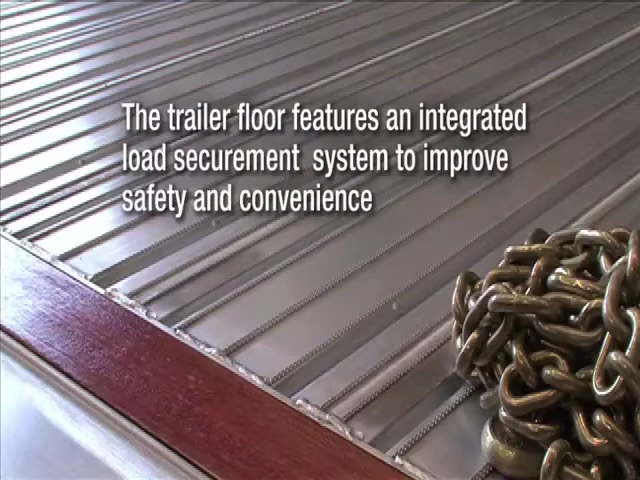 The trailer floor features an integrated
load securement system to improve
safety and convenience